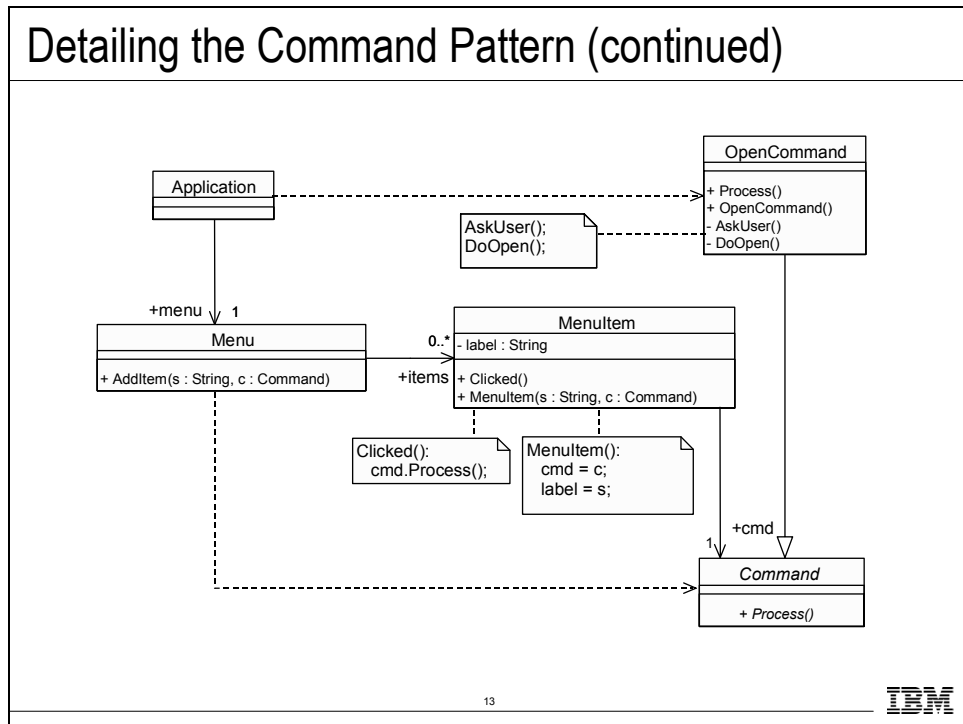 Detailing the Command Pattern (continued)
OpenCommand
+ Process()
+ OpenCommand()
- AskUser()
- DoOpen()
Application
AskUser();
DoOpen();
+menu 1
Menu
+ AddItem(s : String, c : Command)
0..*
+items
MenuItem
- label : String
+ Clicked()
+ MenuItem(s : String, c : Command)
Clicked():
cmd.Process();
MenuItem():
cmd = c;
label = s;
+cmd
1
Command
+ Process()
13
IBM